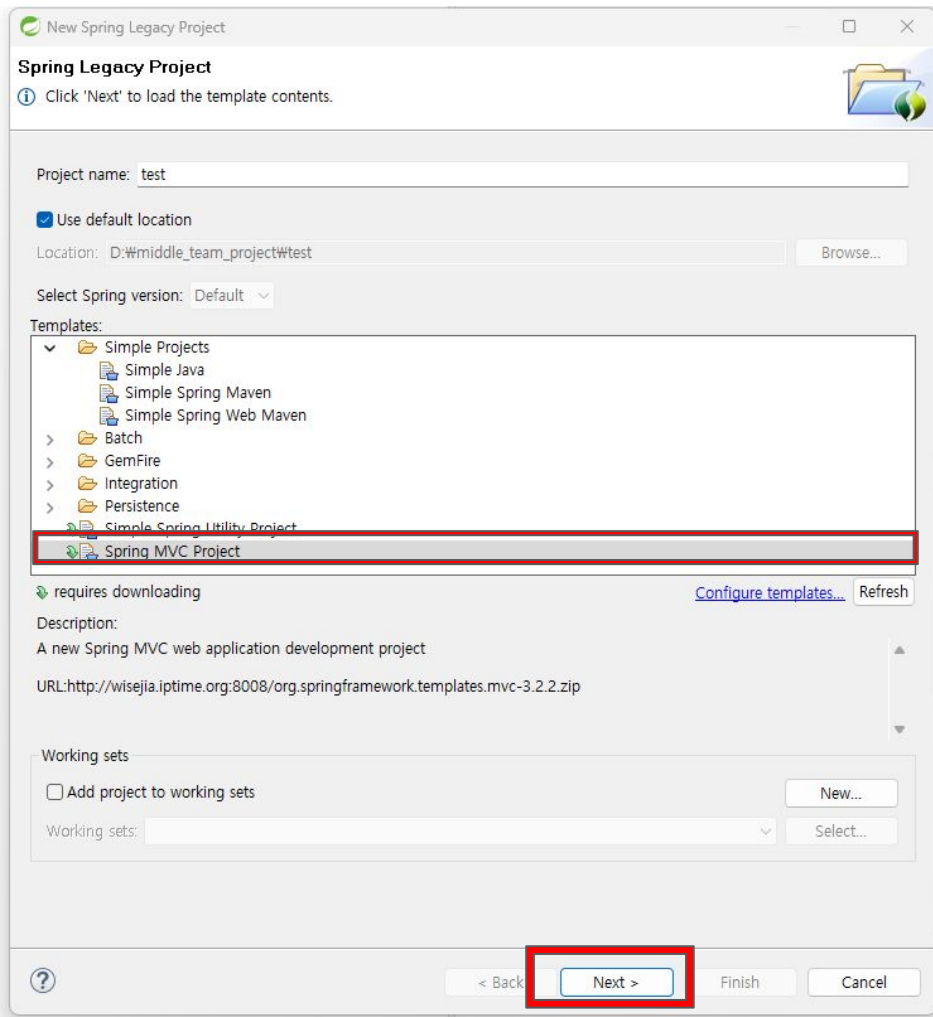 New Spring Legacy Project
Spring Legacy Project
Click 'Next' to load the template contents.
Project name: test
Use default location
Location: D:₩middle_team_project₩test Browse...
Select Spring version: Default
Templates:
Simple Projects
Simple Java
Simple Spring Maven
Simple Spring Web Maven
Batch
GemFire
Integration
Persistence
Simple Spring Utility Project
Spring MVC Project
requires downloading Configure templates... Refresh
Description:
A new Spring MVC web application development project
URL:http://wisejia.iptime.org:8008/org.springframework.templates.mvc-3.2.2.zip
Working sets
Add project to working sets New...
Working sets: Select...
? < Back Next > Finish Cancel